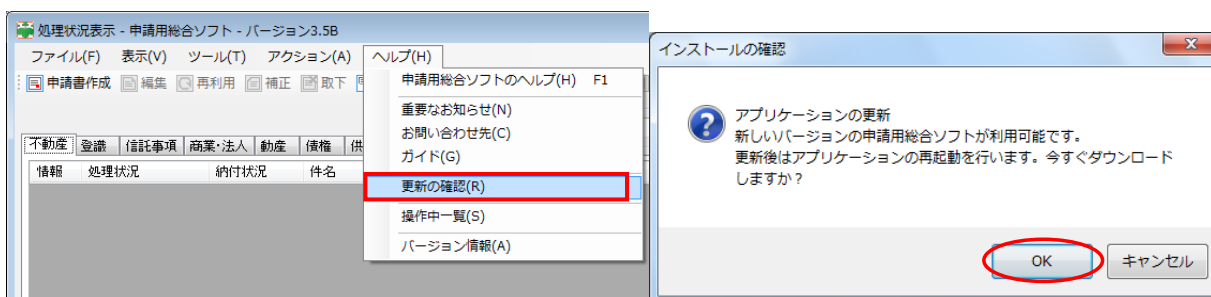 処理状況表示 - 申請用総合ソフト - バージョン3.5B
ファイル(F) 表示(V) ツール(T) アクション(A) ヘルプ(H)
申請書作成 編集 再利用 補正 取下
申請用総合ソフトのヘルプ(H) F1
重要なお知らせ(N)
お問い合わせ先(C)
ガイド(G)
更新の確認(R)
操作中一覧(S)
バージョン情報(A)
不動産 登識 信託事項 商業・法人 動産 債権 供
情報 処理状況 納付状況 件名
インストールの確認
アプリケーションの更新
新しいバージョンの申請用総合ソフトが利用可能です。
更新後はアプリケーションの再起動を行います。今すぐダウンロード
しますか？
OK キャンセル